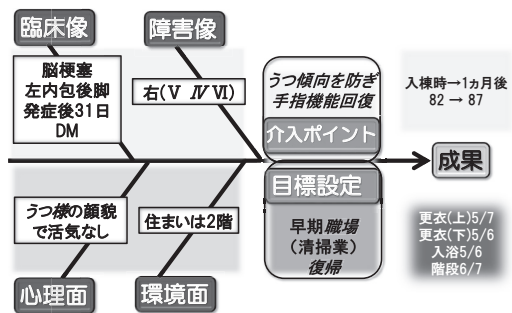 臨床像
障害像
脳梗塞
左内包後脚
発症後31日
DM
右(Ⅴ Ⅳ Ⅵ)
うつ傾向を防ぎ
手指機能回復
介入ポイント
入棟時→1ヵ月後
82 → 87
成果
目標設定
うつ様の顔貌
で活気なし
住まいは2階
早期職場
(清掃業)
復帰
更衣(上)5/7
更衣(下)5/6
入浴5/6
階段6/7
心理面
環境面